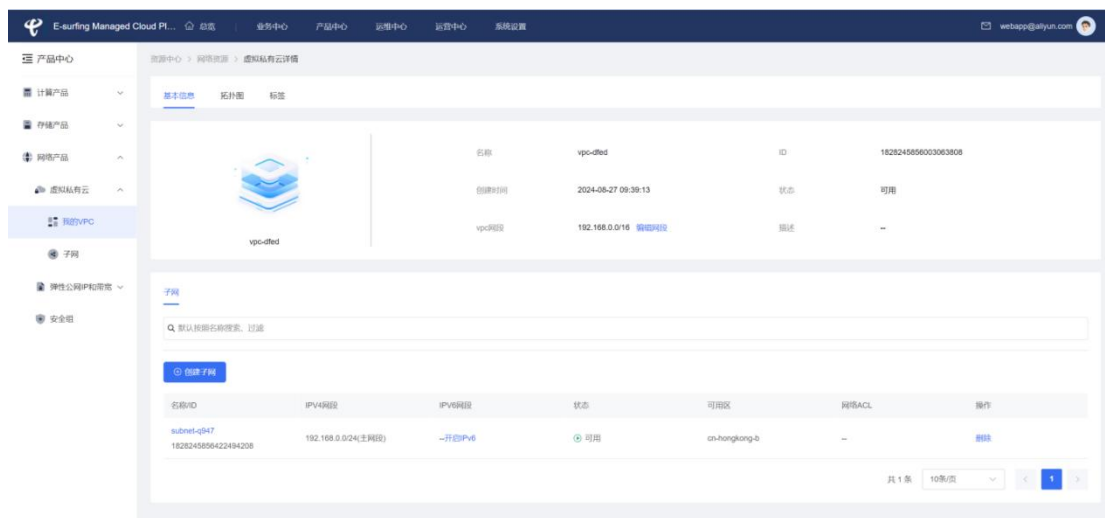 E-surfing Managed Cloud Pl... 总览 业务中心 产品中心 运维中心 运营中心 系统设置 webapp@aliyun.com
产品中心
资源中心 > 网络资源 > 虚拟私有云详情
计算产品
基本信息 拓扑图 标签
存储产品
网络产品
名称 vpc-dfed ID 1828245856003063808
虚拟私有云
创建时间 2024-08-27 09:39:13 状态 可用
我的VPC
vpc网段 192.168.0.0/16 编辑网段 描述 --
vpc-dfed
子网
弹性公网IP和带宽
子网
安全组
默认按照名称搜索、过滤
创建子网
名称/ID IPV4网段 IPV6网段 状态 可用区 网络ACL 操作
subnet-q947
1828245856422494208 192.168.0.0/24(主网段) --开启IPv6 可用 cn-hongkong-b -- 删除
共 1 条 10条/页 < 1 >